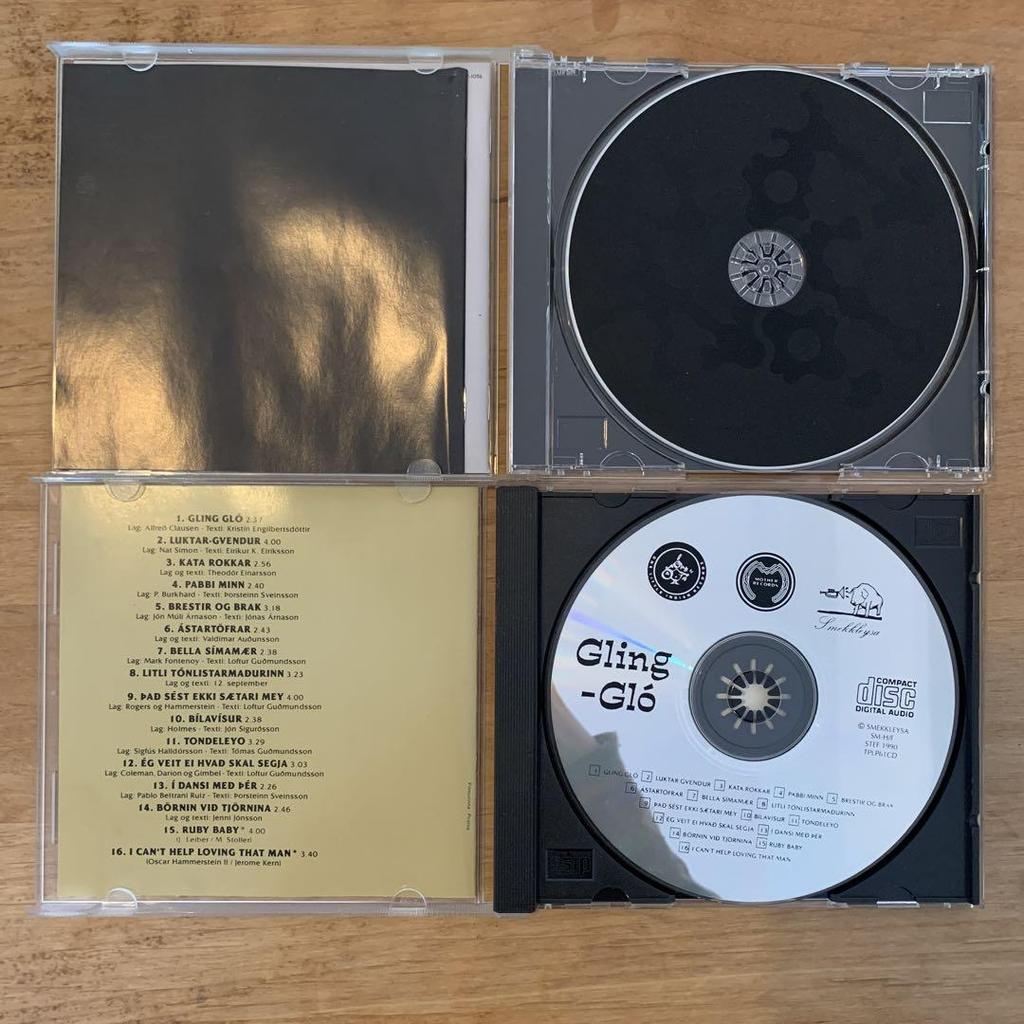 1. GLING GLÓ 2.37
Lag: Alfreð Clausen - Texti: Kristín Engilbertsdóttir
2. LUKTAR-GVENDUR 4.00
Lag: Nat Simon - Texti: Eiríkur K. Eiríksson
3. KATA ROKKAR 2.56
Lag og texti: Theodór Einarsson
4. PABBI MINN 2.40
Lag: P. Burkhard - Texti: Þorsteinn Sveinsson
5. BRESTIR OG BRAK 3.18
Lag: Jón Múli Árnason - Texti: Jónas Árnason
6. ÁSTARTÖFRAR 2.43
Lag og texti: Valdimar Auðunsson
7. BELLA SÍMAMÆR 2.38
Lag: Mark Fontenoy - Texti: Loftur Guðmundsson
8. LITLI TÓNLISTARMAÐURINN 3.23
Lag og texti: 12. september
9. ÞAÐ SÉST EKKI SÆTARI MEY 4.00
Lag: Rogers og Hammerstein - Texti: Loftur Guðmundsson
10. BÍLAVÍSUR 2.38
Lag: Holmes - Texti: Jón Sigurðsson
11. TONDELEYO 3.29
Lag: Sigfús Halldórsson - Texti: Tómas Guðmundsson
12. ÉG VEIT EI HVAÐ SKAL SEGJA 3.03
Lag: Coleman, Darion og Gimbel - Texti: Loftur Guðmundsson
13. Í DANSI MEÐ ÞÉR 2.26
Lag: Pablo Beltrani Ruiz - Texti: Þorsteinn Sveinsson
14. BÖRNIN VIÐ TJÖRNINA 2.46
Lag og texti: Jenni Jónsson
15. RUBY BABY* 4.00
(J. Leiber / M. Stoller)
16. I CAN'T HELP LOVING THAT MAN* 3.40
(Oscar Hammerstein II / Jerome Kern)
MOTHER
RECORDS
Smekkleysa
Gling
-Gló
COMPACT
disc
DIGITAL AUDIO
© SMEKKLEYSA
SM-H/F
STEF 1990
TPLP61CD
1 GLING GLÓ 2 LUKTAR GVENDUR 3 KATA ROKKAR 4 PABBI MINN 5 BRESTIR OG BRAK
6 ÁSTARTÖFRAR 7 BELLA SÍMAMÆR 8 LITLI TÓNLISTARMAÐURINN
9 ÞAÐ SÉST EKKI SÆTARI MEY 10 BÍLAVÍSUR 11 TONDELEYO
12 ÉG VEIT EI HVAÐ SKAL SEGJA 13 Í DANSI MEÐ ÞÉR
14 BÖRNIN VIÐ TJÖRNINA 15 RUBY BABY
16 I CAN'T HELP LOVING THAT MAN